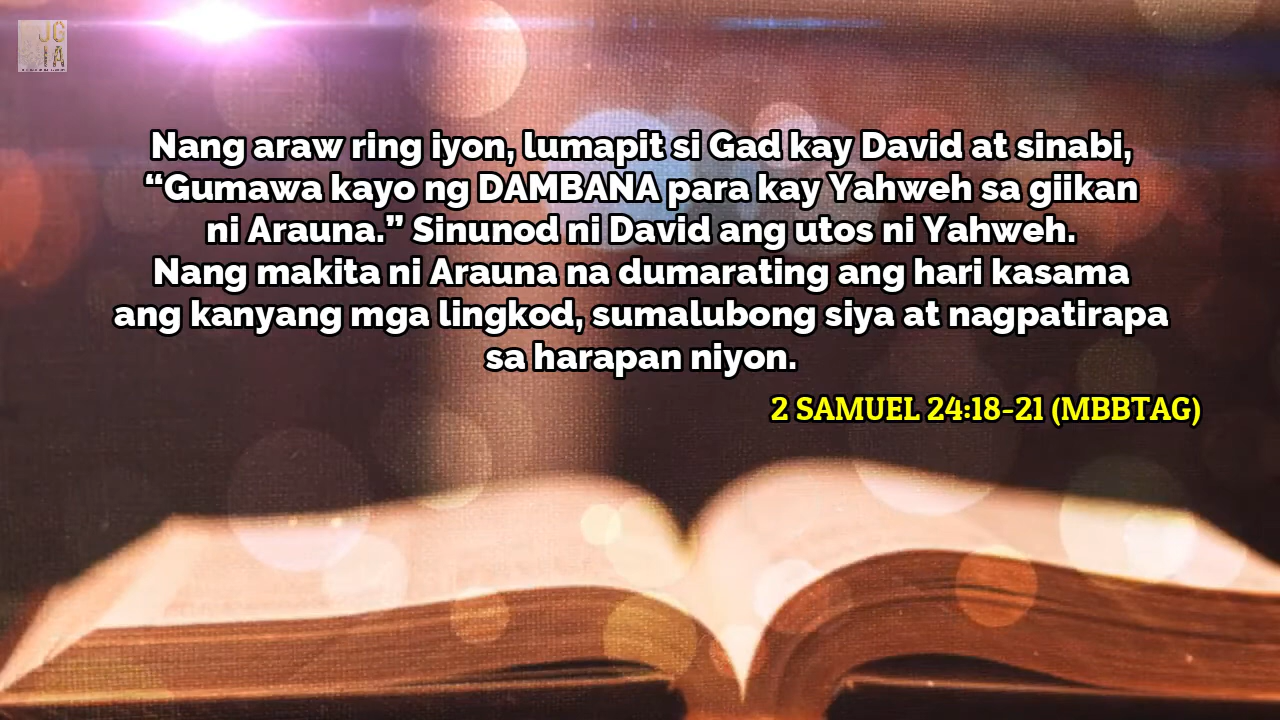 JG
IA
Nang araw ring iyon, lumapit si Gad kay David at sinabi,
“Gumawa kayo ng DAMBANA para kay Yahweh sa giikan
ni Arauna.” Sinunod ni David ang utos ni Yahweh.
Nang makita ni Arauna na dumarating ang hari kasama
ang kanyang mga lingkod, sumalubong siya at nagpatirapa
sa harapan niyon.
2 SAMUEL 24:18-21 (MBBTAG)